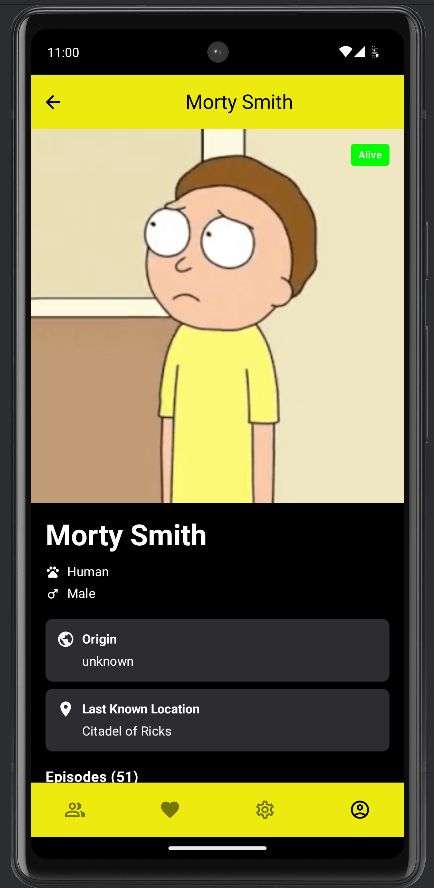 11:00
Morty Smith
Alive
Morty Smith
Human
Male
Origin
unknown
Last Known Location
Citadel of Ricks
Episodes (51)